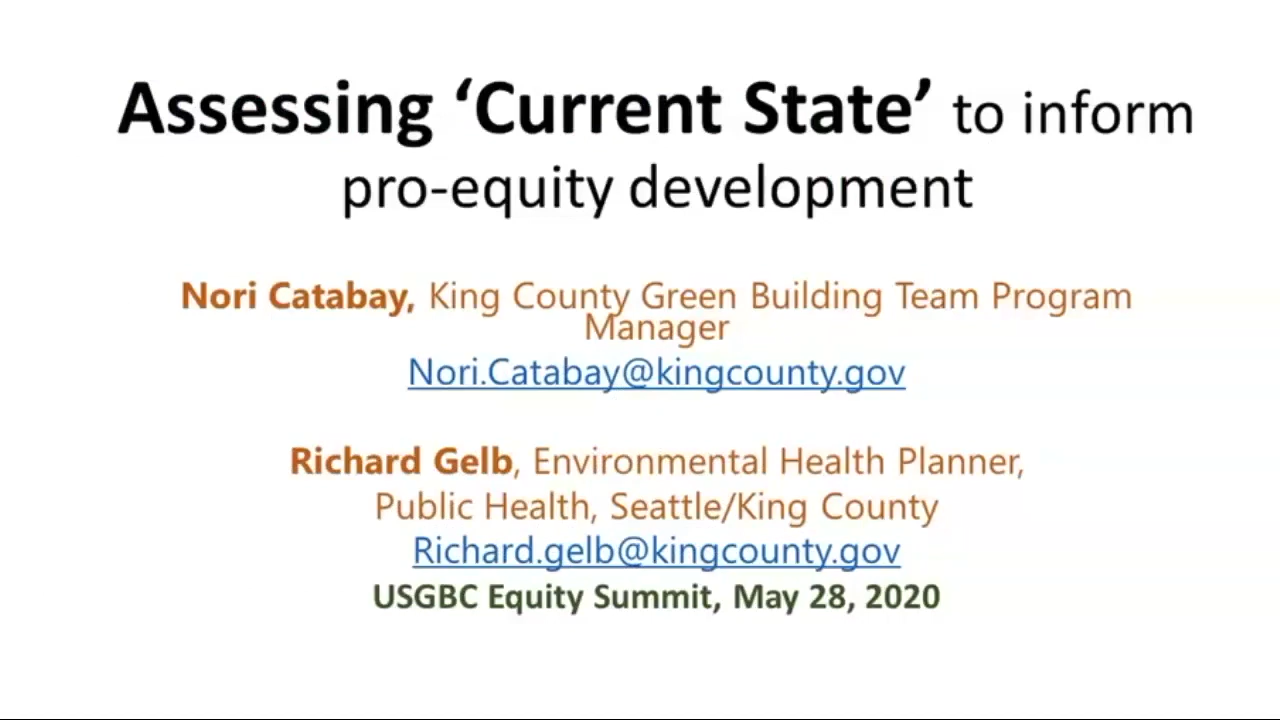 Assessing ‘Current State’ to inform
pro-equity development
Nori Catabay, King County Green Building Team Program
Manager
Nori.Catabay@kingcounty.gov
Richard Gelb, Environmental Health Planner,
Public Health, Seattle/King County
Richard.gelb@kingcounty.gov
USGBC Equity Summit, May 28, 2020